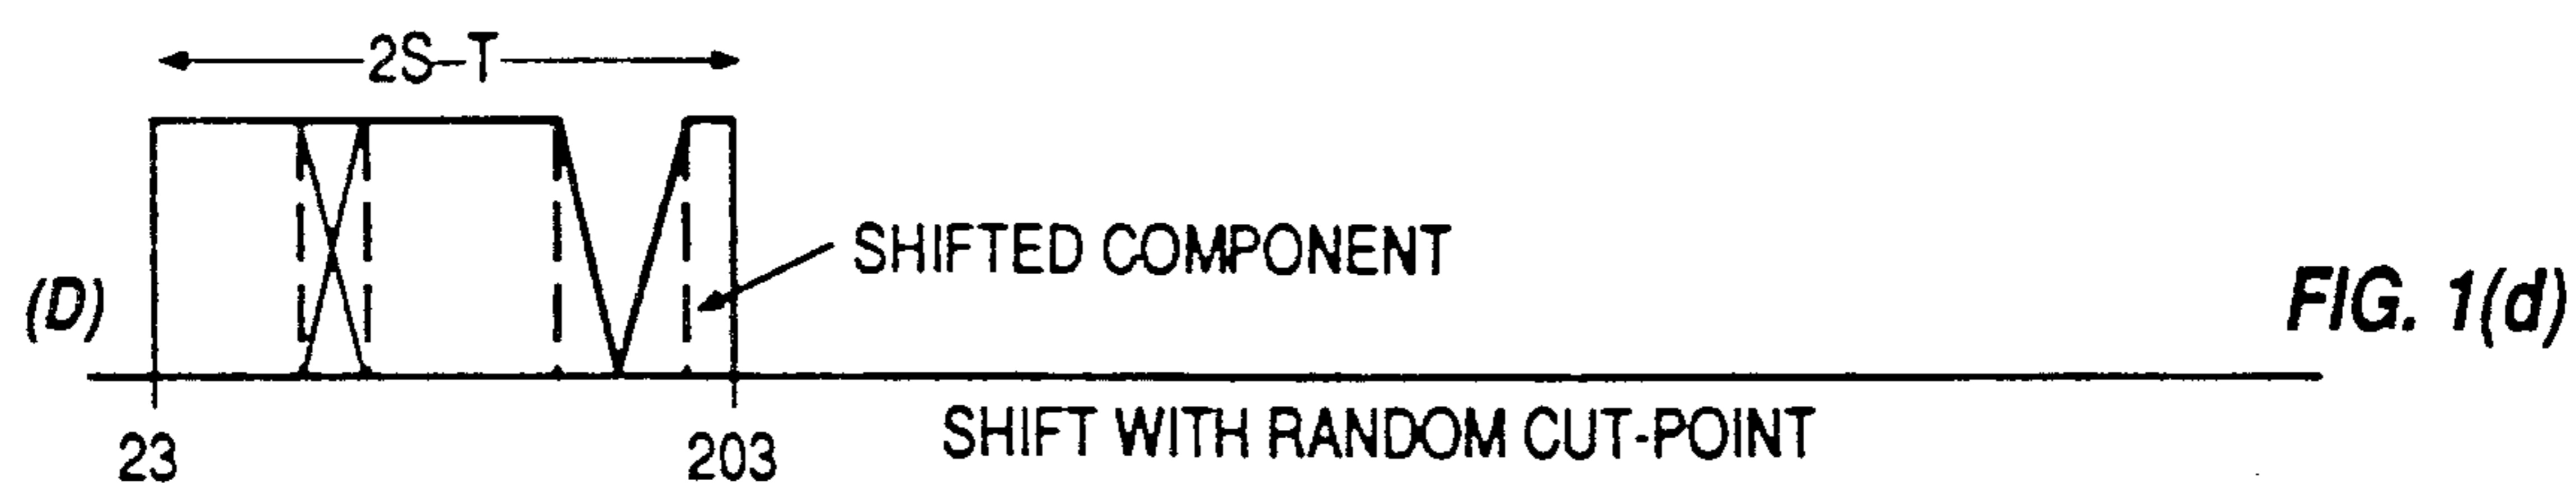 2S–T
SHIFTED COMPONENT
(D)
FIG. 1(d)
23
203
SHIFT WITH RANDOM CUT-POINT